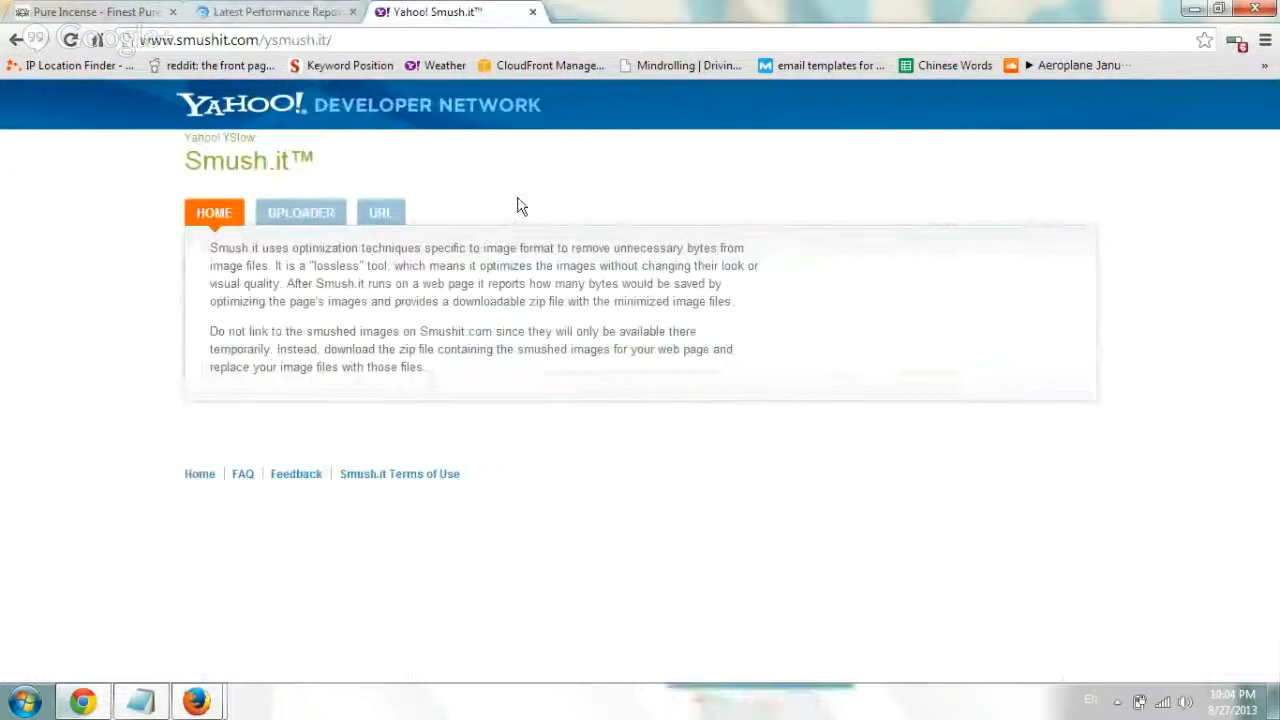 Pure Incense - Finest Pure
Latest Performance Repor
Yahoo! Smush.it™
Google+
www.smushit.com/ysmush.it/
IP Location Finder - ...
reddit: the front pag...
Keyword Position
Weather
CloudFront Manage...
Mindrolling | Drivin...
email templates for ...
Chinese Words
Aeroplane Janu···
»
YAHOO! DEVELOPER NETWORK
Yahoo! YSlow
Smush.it™
HOME
UPLOADER
URL
Smush.it uses optimization techniques specific to image format to remove unnecessary bytes from
image files. It is a "lossless" tool, which means it optimizes the images without changing their look or
visual quality. After Smush.it runs on a web page it reports how many bytes would be saved by
optimizing the page's images and provides a downloadable zip file with the minimized image files.
Do not link to the smushed images on Smushit.com since they will only be available there
temporarily. Instead, download the zip file containing the smushed images for your web page and
replace your image files with those files.
Home
FAQ
Feedback
Smush.it Terms of Use
EN
10:04 PM
8/27/2013